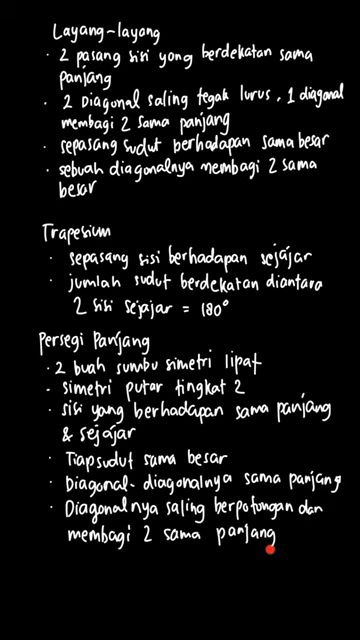 Layang-layang
· 2 pasang sisi yang berdekatan sama
panjang
· 2 Diagonal saling tegak lurus, 1 diagonal
membagi 2 sama panjang
· sepasang sudut berhadapan sama besar
· sebuah diagonalnya membagi 2 sama
besar
Trapesium
· sepasang sisi berhadapan sejajar
· jumlah sudut berdekatan diantara
2 sisi sejajar = 180°
Persegi Panjang
· 2 buah sumbu simetri lipat
- simetri putar tingkat 2
· sisi yang berhadapan sama panjang
& sejajar
· Tiap sudut sama besar
· Diagonal-diagonalnya sama panjang
· Diagonalnya saling berpotongan dan
membagi 2 sama panjang